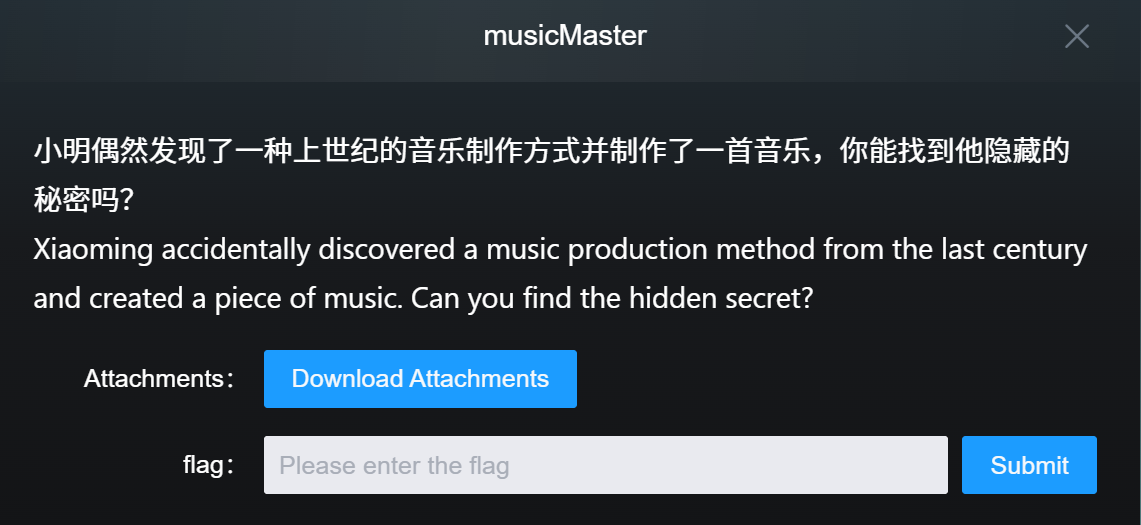 musicMaster
小明偶然发现了一种上世纪的音乐制作方式并制作了一首音乐，你能找到他隐藏的
秘密吗？
Xiaoming accidentally discovered a music production method from the last century
and created a piece of music. Can you find the hidden secret?
Attachments：
Download Attachments
flag：
Please enter the flag
Submit